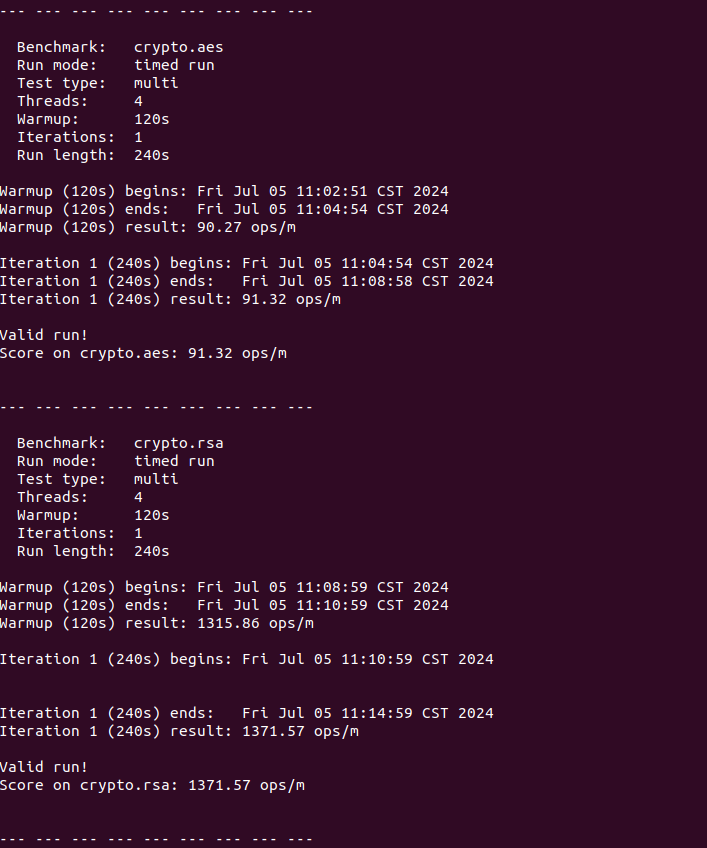 --- --- --- --- --- --- --- --- ---
Benchmark: crypto.aes
Run mode: timed run
Test type: multi
Threads: 4
Warmup: 120s
Iterations: 1
Run length: 240s
Warmup (120s) begins: Fri Jul 05 11:02:51 CST 2024
Warmup (120s) ends: Fri Jul 05 11:04:54 CST 2024
Warmup (120s) result: 90.27 ops/m
Iteration 1 (240s) begins: Fri Jul 05 11:04:54 CST 2024
Iteration 1 (240s) ends: Fri Jul 05 11:08:58 CST 2024
Iteration 1 (240s) result: 91.32 ops/m
Valid run!
Score on crypto.aes: 91.32 ops/m
--- --- --- --- --- --- --- --- ---
Benchmark: crypto.rsa
Run mode: timed run
Test type: multi
Threads: 4
Warmup: 120s
Iterations: 1
Run length: 240s
Warmup (120s) begins: Fri Jul 05 11:08:59 CST 2024
Warmup (120s) ends: Fri Jul 05 11:10:59 CST 2024
Warmup (120s) result: 1315.86 ops/m
Iteration 1 (240s) begins: Fri Jul 05 11:10:59 CST 2024
Iteration 1 (240s) ends: Fri Jul 05 11:14:59 CST 2024
Iteration 1 (240s) result: 1371.57 ops/m
Valid run!
Score on crypto.rsa: 1371.57 ops/m
--- --- --- --- --- --- --- --- ---